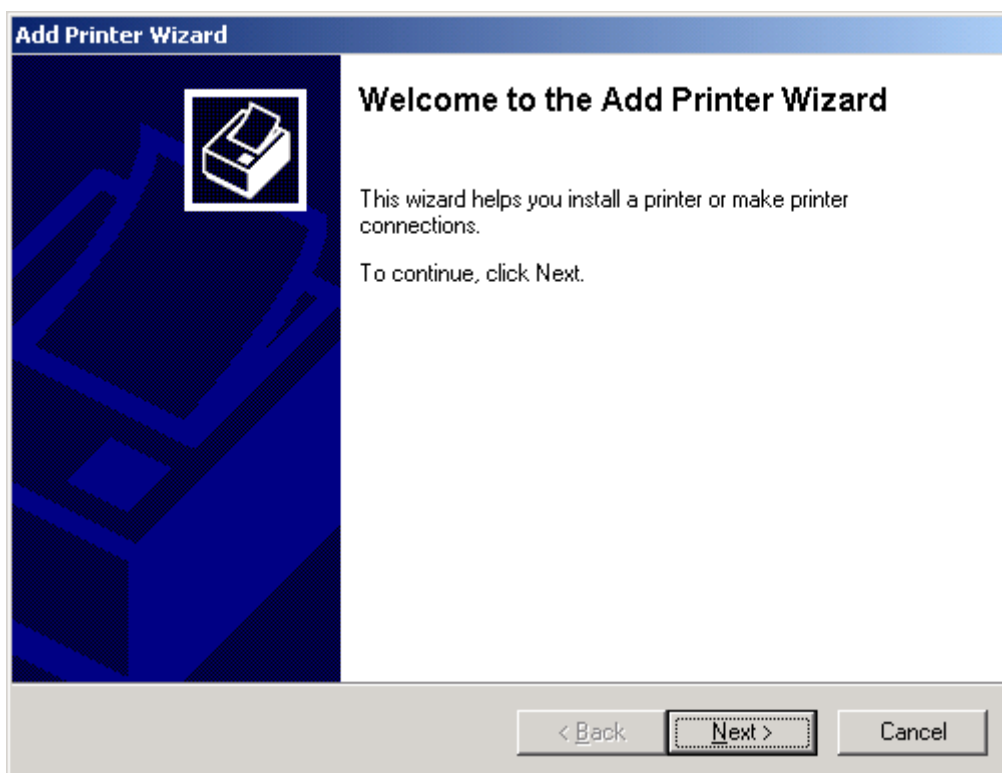 Add Printer Wizard
Welcome to the Add Printer Wizard
This wizard helps you install a printer or make printer
connections.
To continue, click Next.
< Back
Next >
Cancel